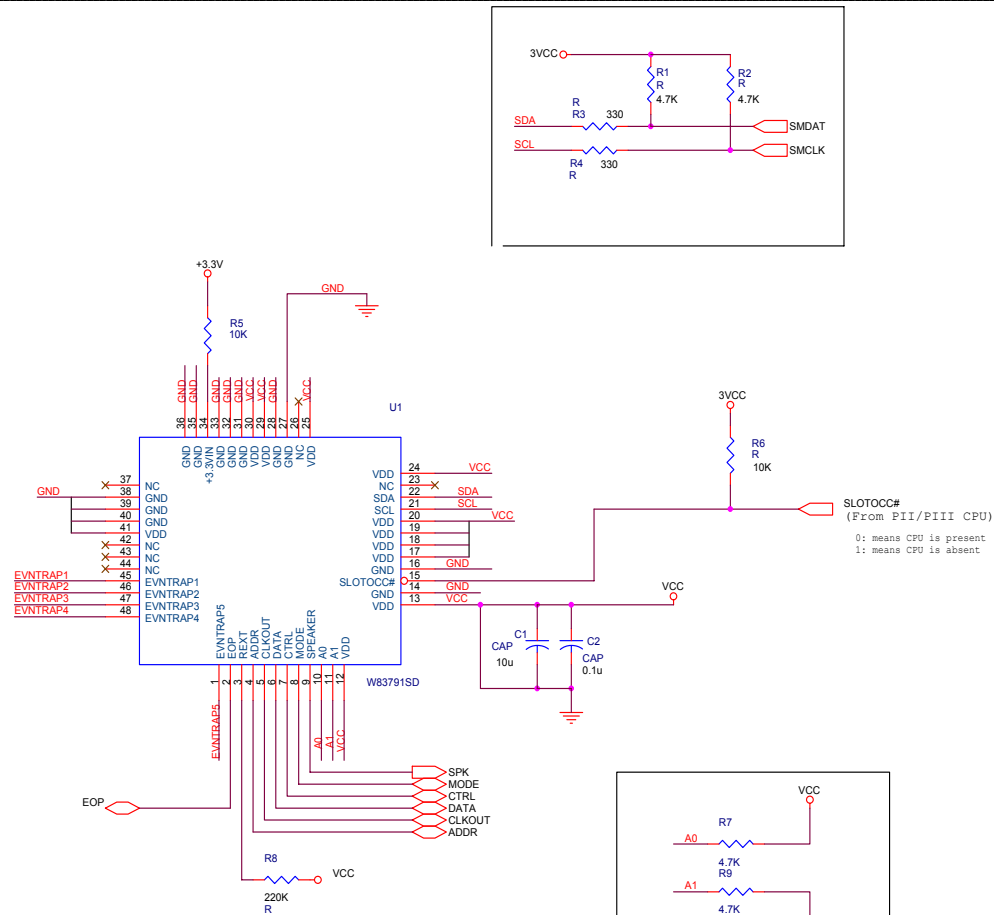 3VCC
R1
R
4.7K
R2
R
4.7K
R
R3
330
SDA
SMDAT
SCL
SMCLK
R4
330
R
+3.3V
GND
R5
10K
GND
GND
GND
GND
GND
VCC
VCC
GND
VCC
36
35
34
33
32
31
30
29
28
27
26
25
U1
GND
GND
+3.3VIN
GND
GND
GND
VDD
VDD
GND
GND
NC
VDD
3VCC
R6
R
10K
SLOTOCC#
(From PII/PIII CPU)
0: means CPU is present
1: means CPU is absent
37 NC
GND 38 GND
39 GND
40 GND
41 VDD
42 NC
43 NC
44 NC
EVNTRAP1 45 EVNTRAP1
EVNTRAP2 46 EVNTRAP2
EVNTRAP3 47 EVNTRAP3
EVNTRAP4 48 EVNTRAP4
VDD 24 VCC
NC 23
SDA 22 SDA
SCL 21 SCL
VDD 20 VCC
VDD 19
VDD 18
VDD 17
GND 16 GND
SLOTOCC# 15
GND 14 GND
VDD 13 VCC
VCC
C1
CAP
10u
C2
CAP
0.1u
EVNTRAP5
EOP
REXT
ADDR
CLKOUT
DATA
CTRL
MODE
SPEAKER
A0
A1
VDD
W83791SD
1
2
3
4
5
6
7
8
9
10
11
12
EVNTRAP5
A0
A1
VCC
SPK
MODE
CTRL
DATA
CLKOUT
ADDR
EOP
R8
VCC
220K
R
VCC
R7
A0
4.7K
R9
A1
4.7K